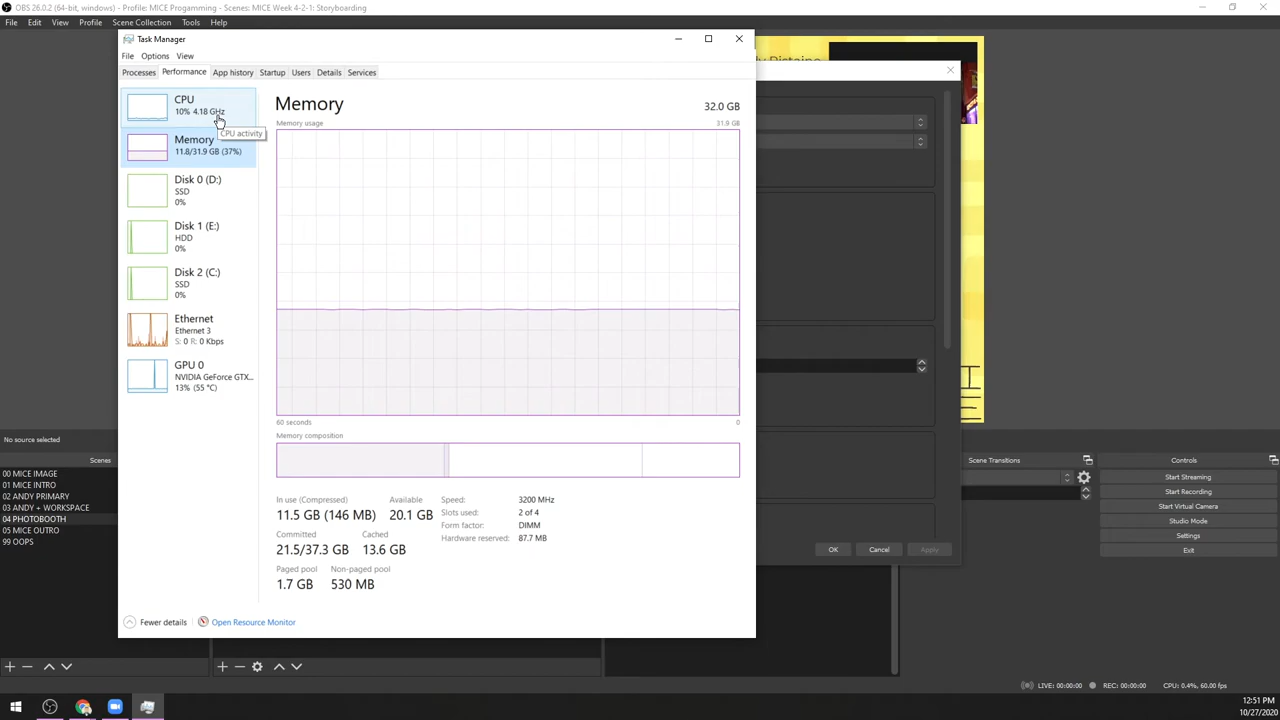 OBS 26.0.2 (64-bit, windows) - Profile: MICE Progamming - Scenes: MICE Week 4-2-1: Storyboarding
File Edit View Profile Scene Collection Tools Help
Task Manager
File Options View
Processes Performance App history Startup Users Details Services
CPU
10% 4.18 GHz
CPU activity
Memory
11.8/31.9 GB (37%)
Disk 0 (D:)
SSD
0%
Disk 1 (E:)
HDD
0%
Disk 2 (C:)
SSD
0%
Ethernet
Ethernet 3
S: 0 R: 0 Kbps
GPU 0
NVIDIA GeForce GTX...
13% (55 °C)
Memory 32.0 GB
Memory usage 31.9 GB
60 seconds 0
Memory composition
In use (Compressed) Available
11.5 GB (146 MB) 20.1 GB
Committed Cached
21.5/37.3 GB 13.6 GB
Paged pool Non-paged pool
1.7 GB 530 MB
Speed: 3200 MHz
Slots used: 2 of 4
Form factor: DIMM
Hardware reserved: 87.7 MB
Fewer details Open Resource Monitor
OK Cancel Apply
No source selected
Scenes
00 MICE IMAGE
01 MICE INTRO
02 ANDY PRIMARY
03 ANDY + WORKSPACE
04 PHOTOBOOTH
05 MICE OUTRO
99 OOPS
Scene Transitions
Controls
Start Streaming
Start Recording
Start Virtual Camera
Studio Mode
Settings
Exit
LIVE: 00:00:00 REC: 00:00:00 CPU: 0.4%, 60.00 fps
12:51 PM
10/27/2020